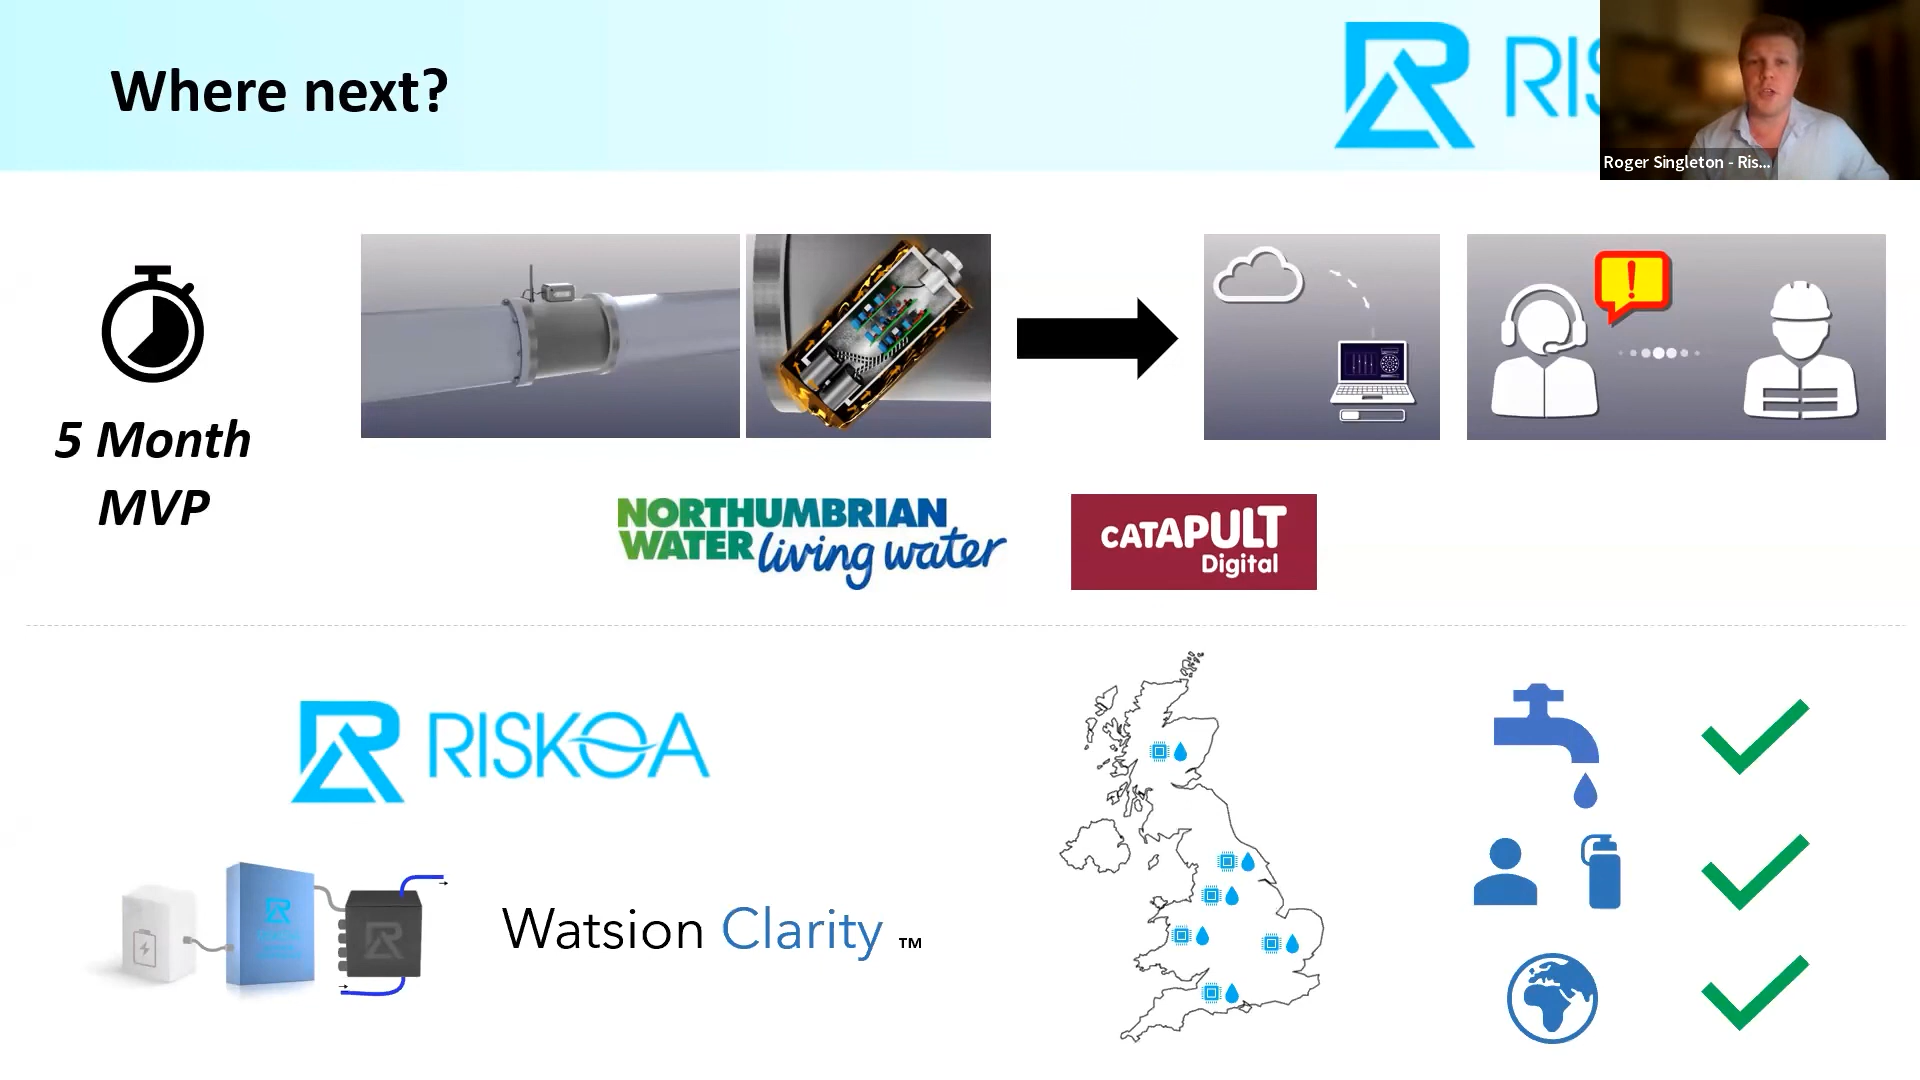 Where next?
RIS
Roger Singleton - Ris...
5 Month
MVP
!
NORTHUMBRIAN
WATER living water
CATAPULT
Digital
RISKOA
Watsion Clarity ™